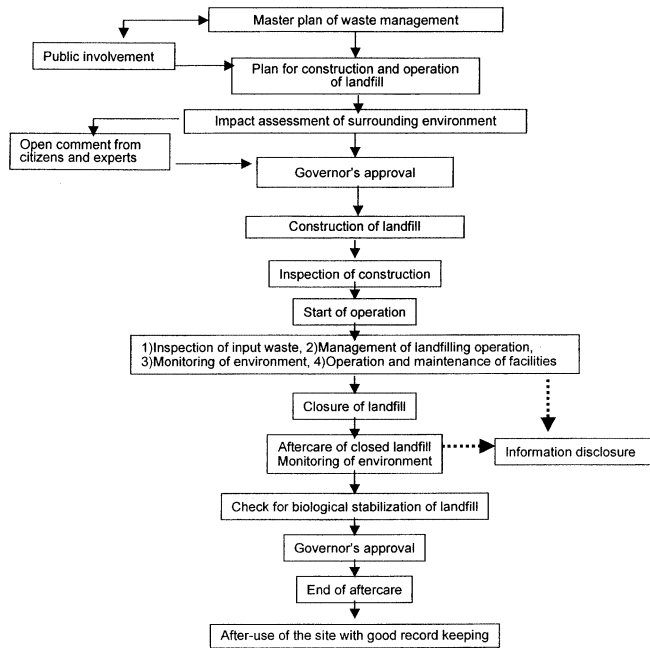 Master plan of waste management
Public involvement
Plan for construction and operation
of landfill
Impact assessment of surrounding environment
Open comment from
citizens and experts
Governor's approval
Construction of landfill
Inspection of construction
Start of operation
1)Inspection of input waste, 2)Management of landfilling operation,
3)Monitoring of environment, 4)Operation and maintenance of facilities
Closure of landfill
Aftercare of closed landfill
Monitoring of environment
Information disclosure
Check for biological stabilization of landfill
Governor's approval
End of aftercare
After-use of the site with good record keeping